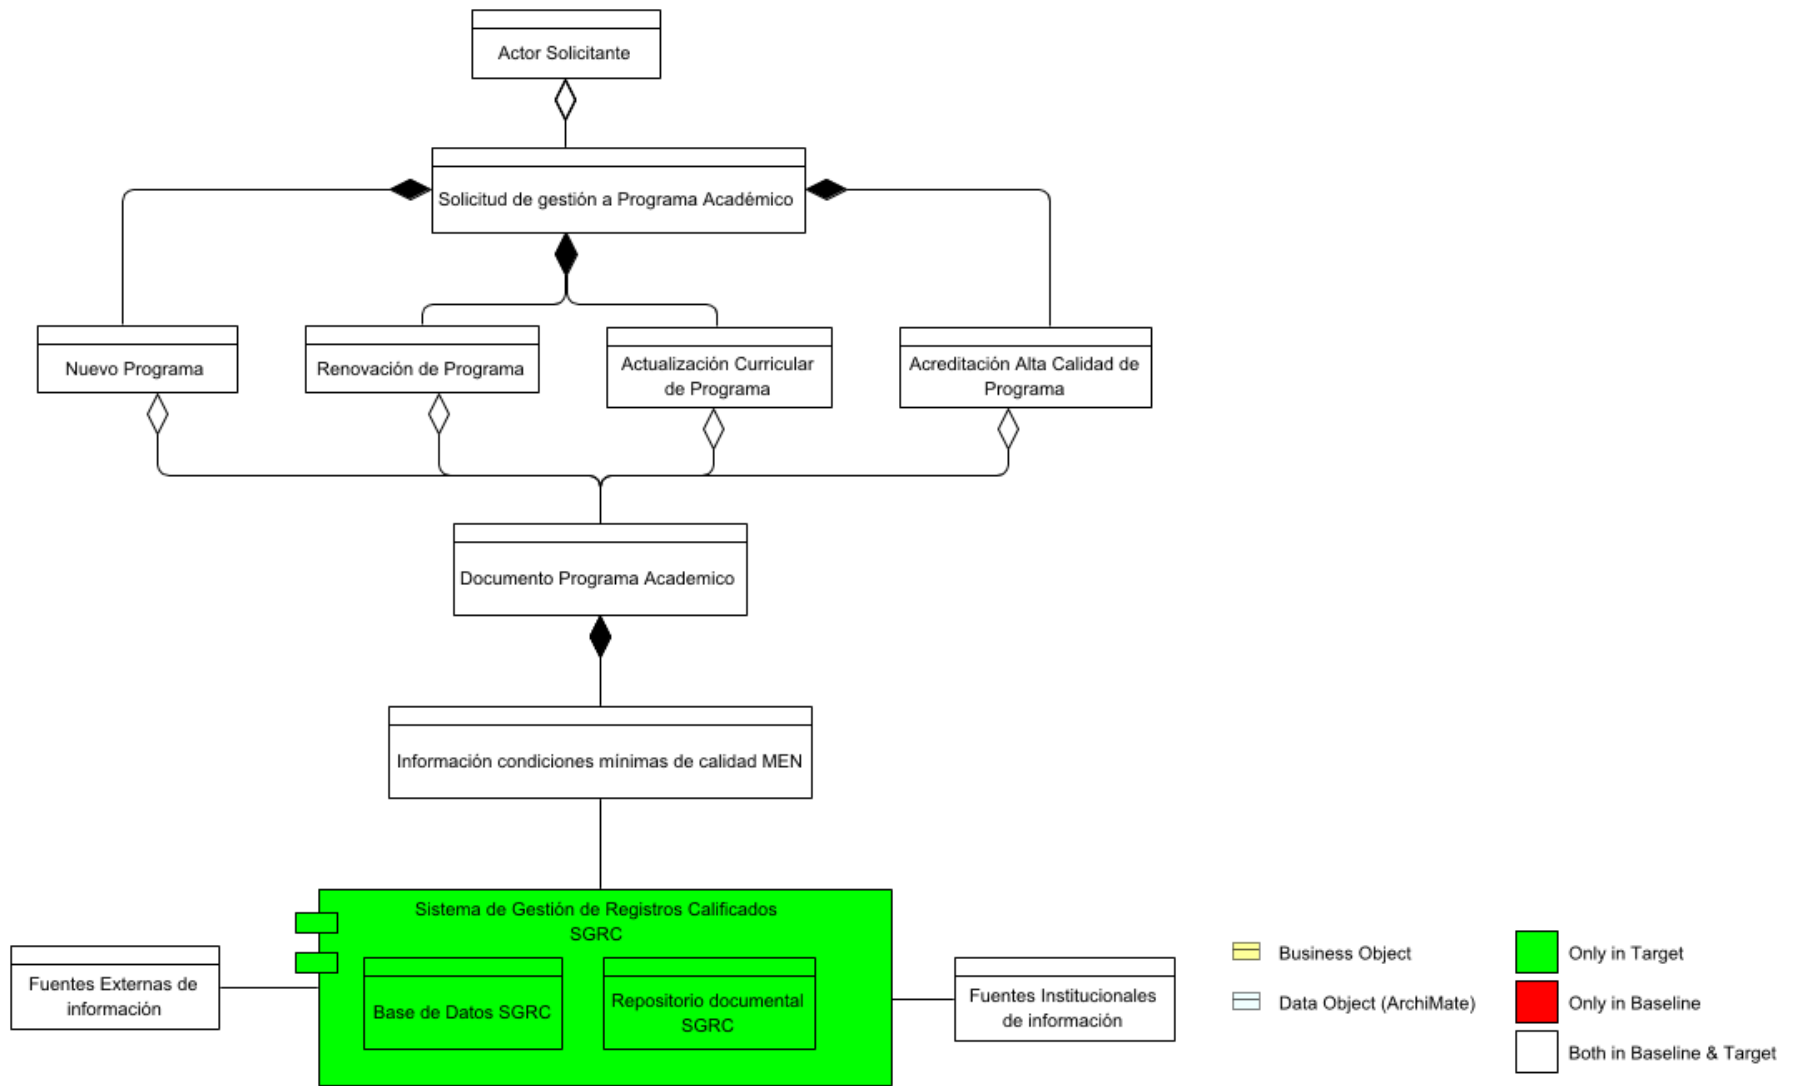 Actor Solicitante
Solicitud de gestión a Programa Académico
Nuevo Programa
Renovación de Programa
Actualización Curricular
de Programa
Acreditación Alta Calidad de
Programa
Documento Programa Academico
Información condiciones mínimas de calidad MEN
Sistema de Gestión de Registros Calificados
SGRC
Fuentes Externas de
información
Base de Datos SGRC
Repositorio documental
SGRC
Fuentes Institucionales
de información
Business Object
Data Object (ArchiMate)
Only in Target
Only in Baseline
Both in Baseline & Target